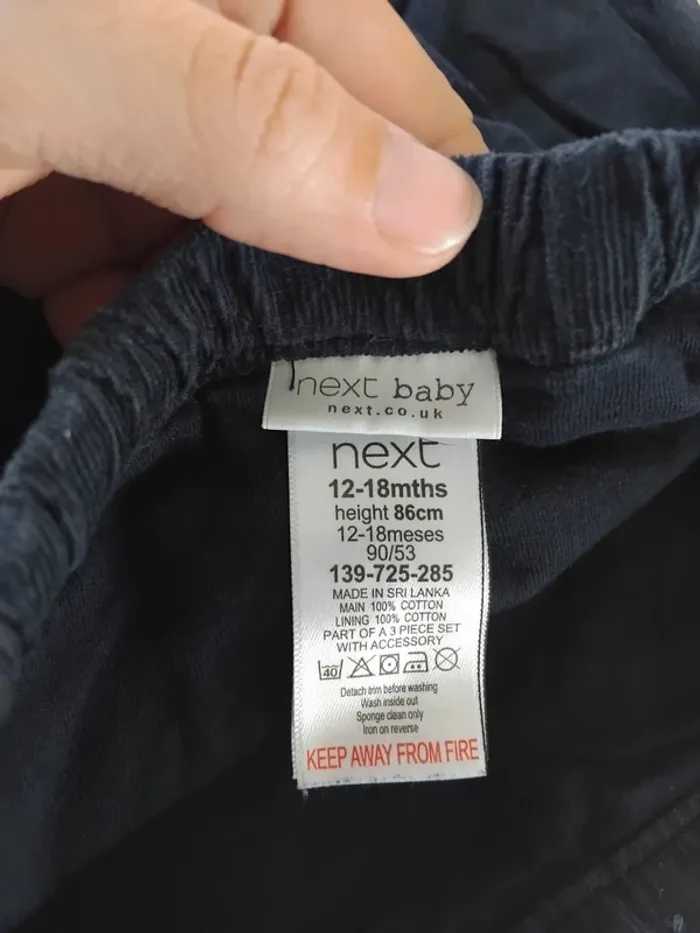 next baby
next.co.uk
next
12-18mths
height 86cm
12-18meses
90/53
139-725-285
MADE IN SRI LANKA
MAIN 100% COTTON
LINING 100% COTTON
PART OF A 3 PIECE SET
WITH ACCESSORY
40
Detach trim before washing
Wash inside out
Sponge clean only
Iron on reverse
KEEP AWAY FROM FIRE